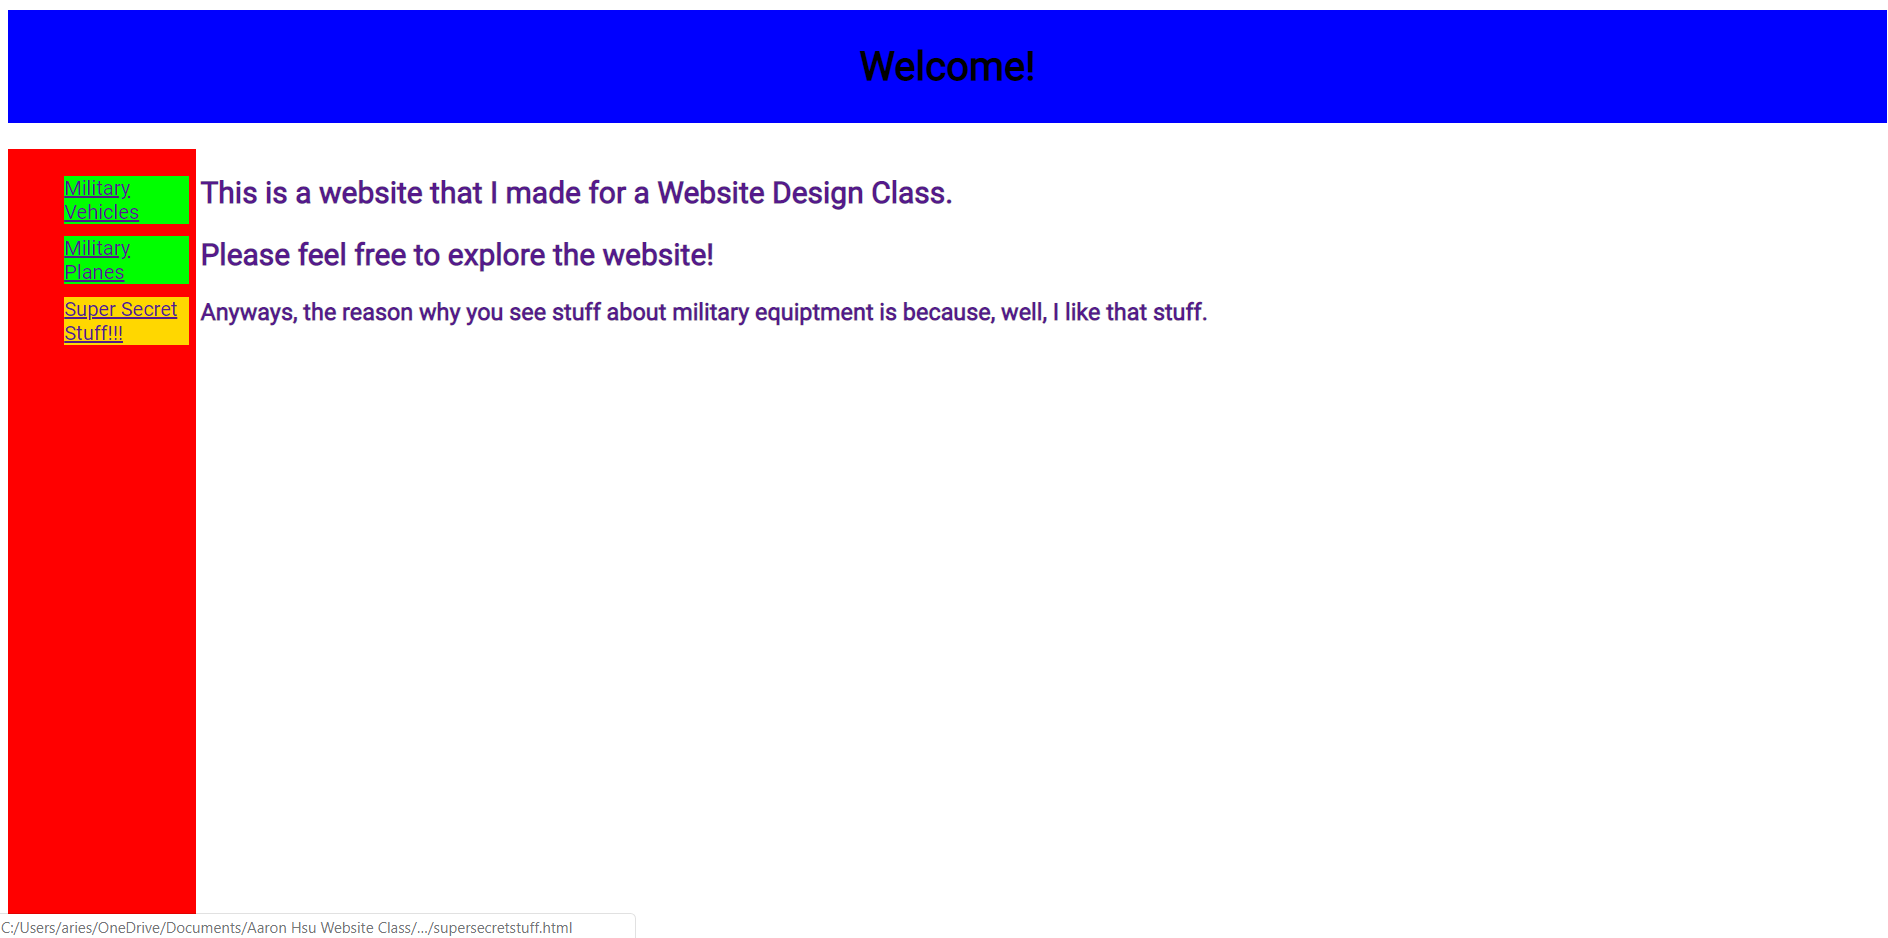 Welcome!
Military
Vehicles
Military
Planes
Super Secret
Stuff!!!
This is a website that I made for a Website Design Class.
Please feel free to explore the website!
Anyways, the reason why you see stuff about military equiptment is because, well, I like that stuff.
C:/Users/aries/OneDrive/Documents/Aaron Hsu Website Class/.../supersecretstuff.html